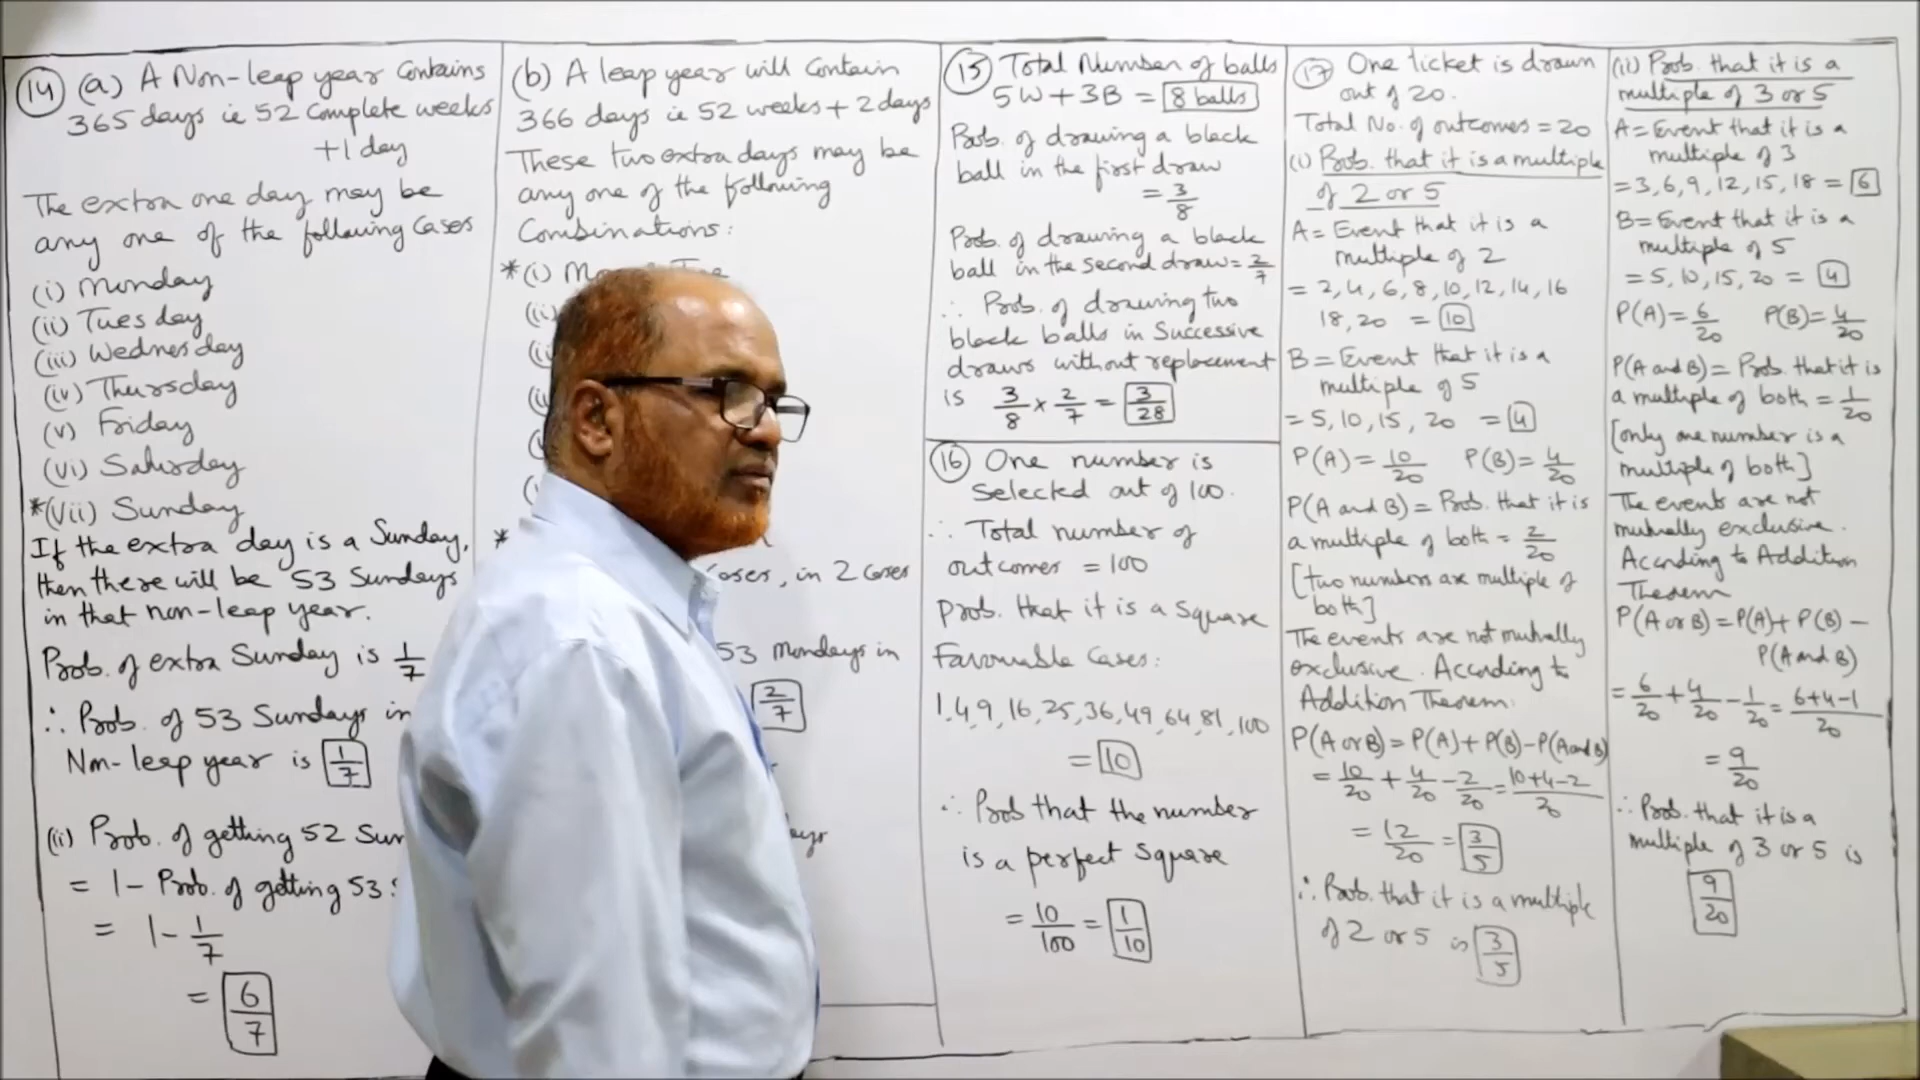 14 (a) A Non-leap year Contains
365 days ie 52 Complete weeks
+1 day
The extra one day may be
any one of the following Cases
(i) Monday
(ii) Tuesday
(iii) Wednesday
(iv) Thursday
(v) Friday
(vi) Saturday
*(vii) Sunday
If the extra day is a Sunday,
then there will be 53 Sundays
in that non-leap year.
Prob. of extra Sunday is 1/7
∴ Prob. of 53 Sundays in
Non-leap year is 1/7
(ii) Prob. of getting 52 Sun
= 1 - Prob. of getting 53 S
= 1 - 1/7
= 6/7
(b) A leap year will contain
366 days ie 52 weeks + 2 days
These two extra days may be
any one of the following
Combinations:
*(i) Mon
(ii)
*
Cases, in 2 Cases
53 Mondays in
2/7
days
15 Total Number of balls
5W + 3B = 8 balls
Prob. of drawing a black
ball in the first draw
= 3/8
Prob. of drawing a black
ball in the second draw = 2/7
∴ Prob. of drawing two
black balls in Successive
draws without replacement
is 3/8 × 2/7 = 3/28
16 One number is
Selected out of 100.
∴ Total number of
outcomes = 100
Prob. that it is a Square
Favourable Cases:
1,4,9,16,25,36,49,64,81,100
= 10
∴ Prob that the number
is a perfect Square
= 10/100 = 1/10
17 One ticket is drawn
out of 20.
Total No. of outcomes = 20
(i) Prob. that it is a multiple
of 2 or 5
A = Event that it is a
multiple of 2
= 2, 4, 6, 8, 10, 12, 14, 16
18, 20 = 10
B = Event that it is a
multiple of 5
= 5, 10, 15, 20 = 4
P(A) = 10/20 P(B) = 4/20
P(A and B) = Prob. that it is
a multiple of both = 2/20
[two numbers are multiple of
both]
The events are not mutually
exclusive. According to
Addition Theorem:
P(A or B) = P(A) + P(B) - P(A and B)
= 10/20 + 4/20 - 2/20 = 10+4-2/20
= 12/20 = 3/5
∴ Prob. that it is a multiple
of 2 or 5 is 3/5
(ii) Prob. that it is a
multiple of 3 or 5
A = Event that it is a
multiple of 3
= 3, 6, 9, 12, 15, 18 = 6
B = Event that it is a
multiple of 5
= 5, 10, 15, 20 = 4
P(A) = 6/20 P(B) = 4/20
P(A and B) = Prob. that it is
a multiple of both = 1/20
[only one number is a
multiple of both]
The events are not
mutually exclusive.
According to Addition
Theorem
P(A or B) = P(A) + P(B) -
P(A and B)
= 6/20 + 4/20 - 1/20 = 6+4-1/20
= 9/20
∴ Prob. that it is a
multiple of 3 or 5 is
9/20